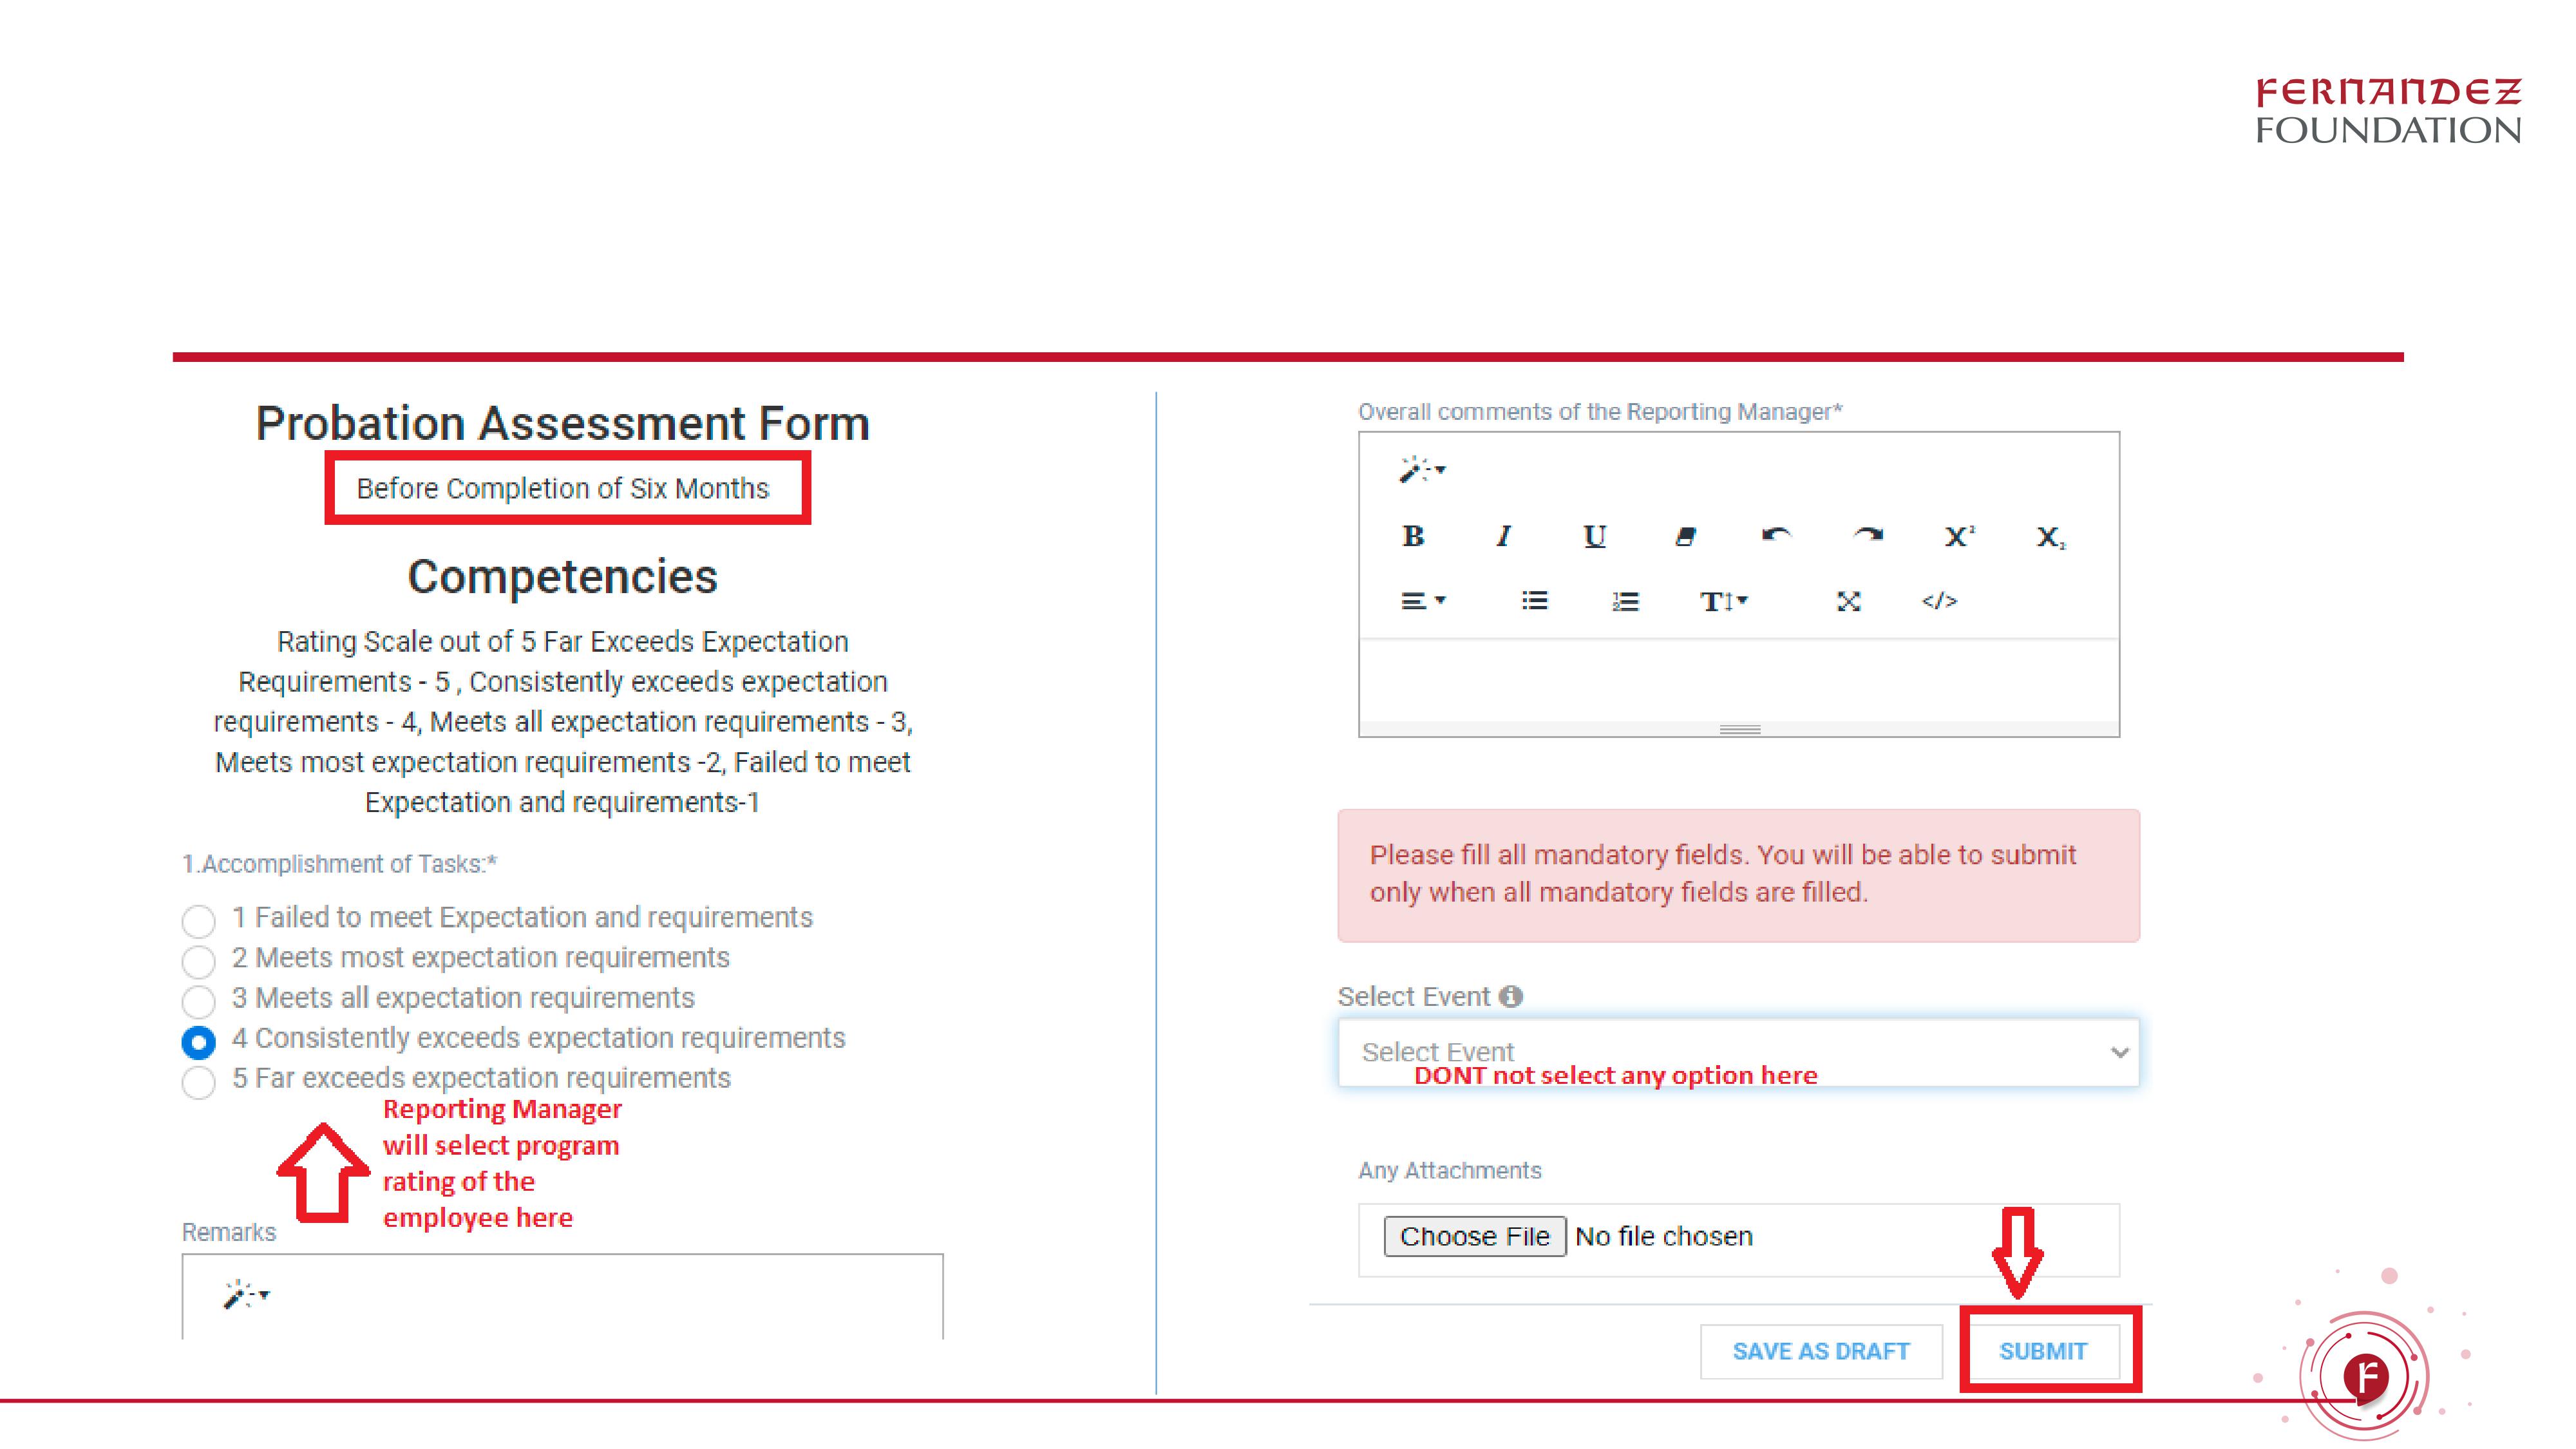 FERNANDEZ
FOUNDATION
Probation Assessment Form
Before Completion of Six Months
Competencies
Rating Scale out of 5 Far Exceeds Expectation
Requirements - 5 , Consistently exceeds expectation
requirements - 4, Meets all expectation requirements - 3,
Meets most expectation requirements -2, Failed to meet
Expectation and requirements-1
1.Accomplishment of Tasks:*
1 Failed to meet Expectation and requirements
2 Meets most expectation requirements
3 Meets all expectation requirements
4 Consistently exceeds expectation requirements
5 Far exceeds expectation requirements
Reporting Manager
will select program
rating of the
employee here
Remarks
Overall comments of the Reporting Manager*
B I U X² X₂
T </>
Please fill all mandatory fields. You will be able to submit
only when all mandatory fields are filled.
Select Event
Select Event
DONT not select any option here
Any Attachments
Choose File No file chosen
SAVE AS DRAFT SUBMIT
F